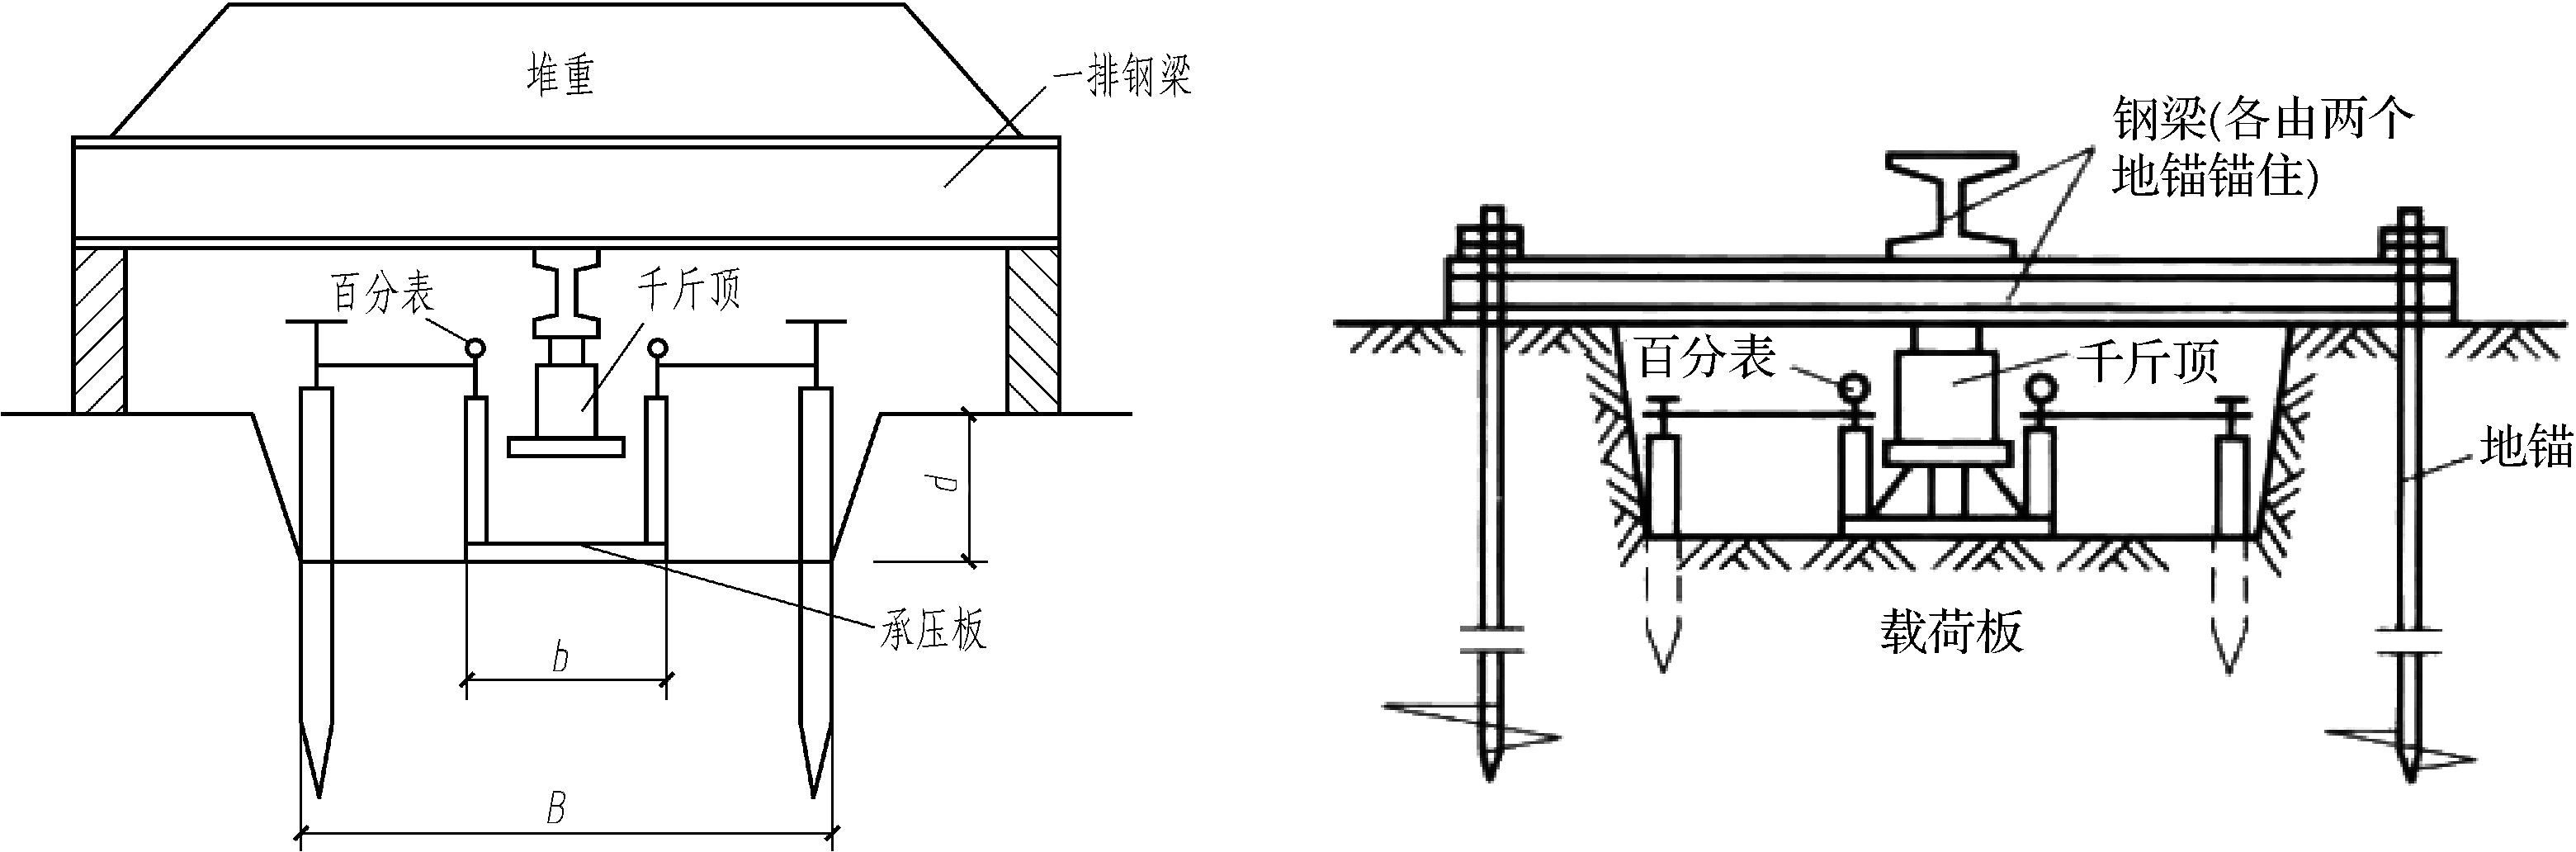 堆重
一排钢梁
百分表
千斤顶
d
承压板
b
B
钢梁(各由两个
地锚锚住)
百分表
千斤顶
地锚
载荷板